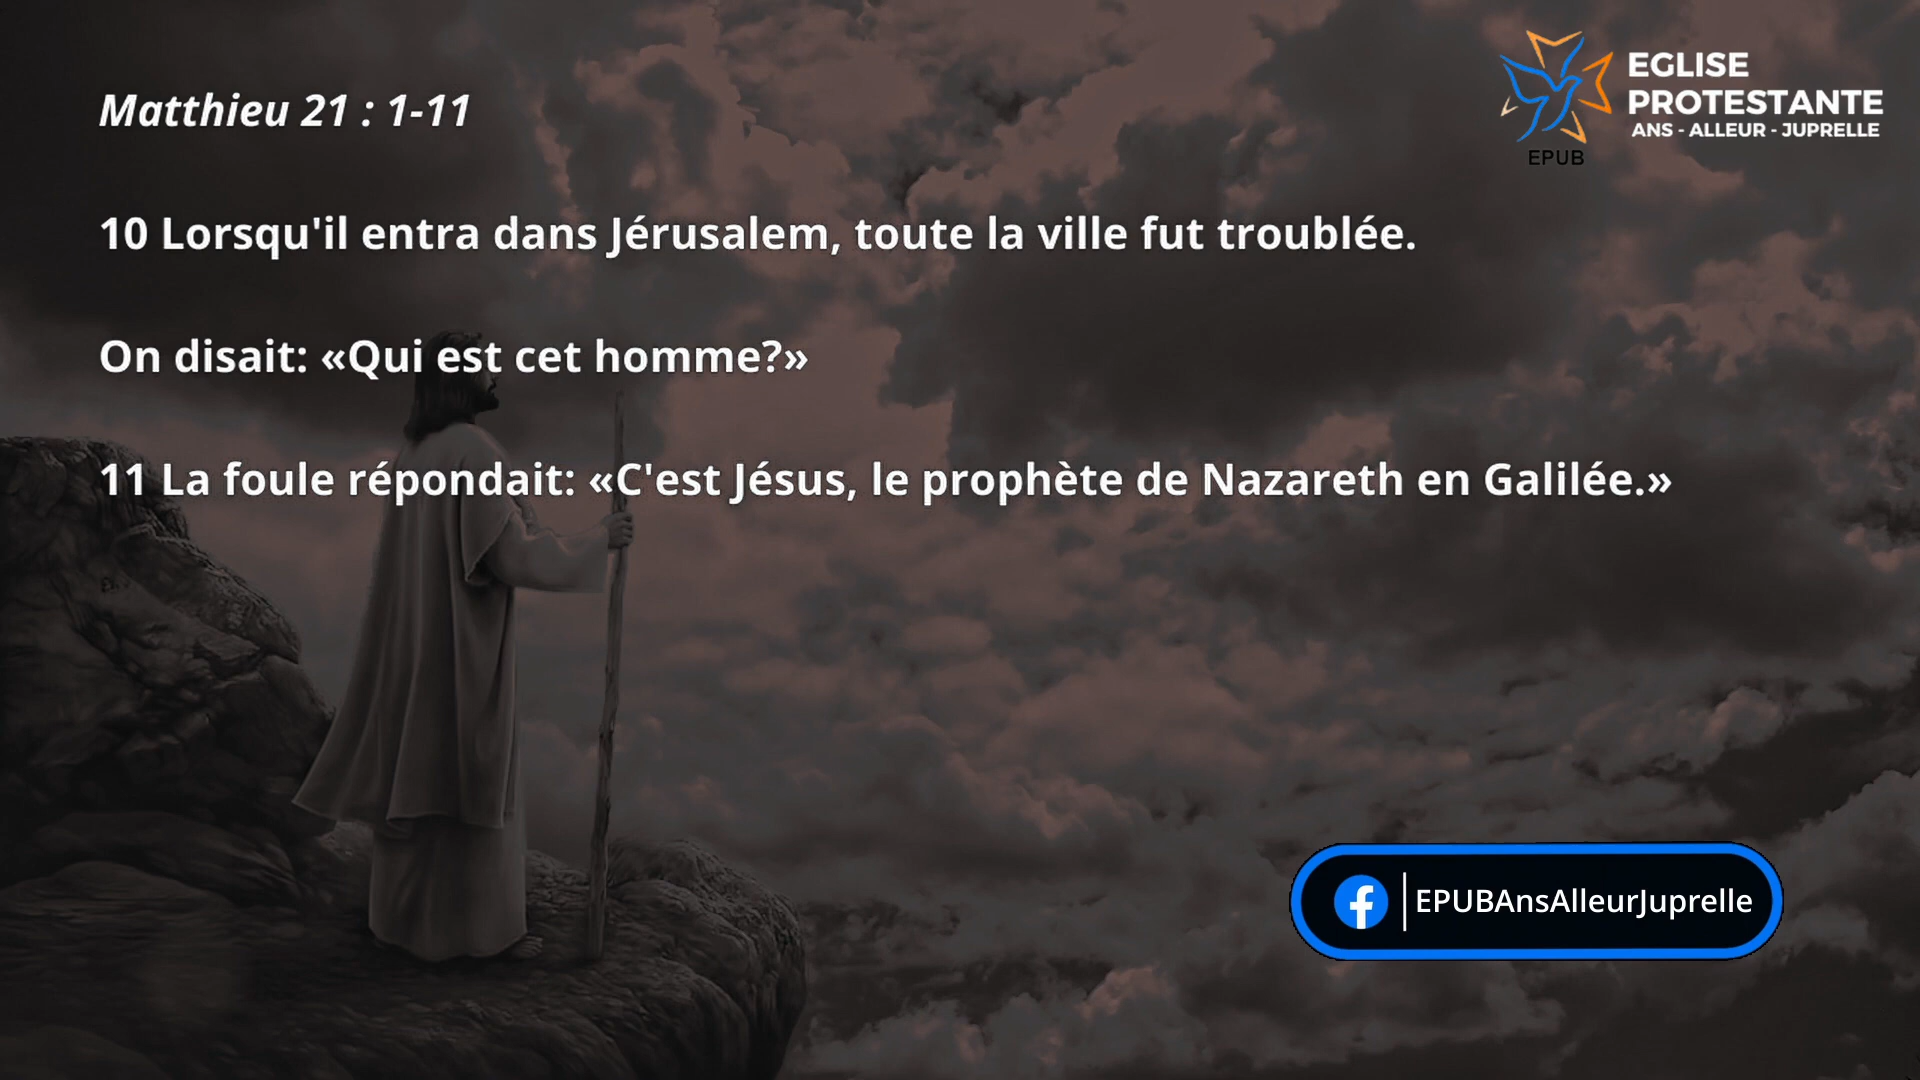 Matthieu 21 : 1-11
EGLISE
PROTESTANTE
ANS - ALLEUR - JUPRELLE
EPUB
10 Lorsqu'il entra dans Jérusalem, toute la ville fut troublée.
On disait: «Qui est cet homme?»
11 La foule répondait: «C'est Jésus, le prophète de Nazareth en Galilée.»
EPUBAnsAlleurJuprelle